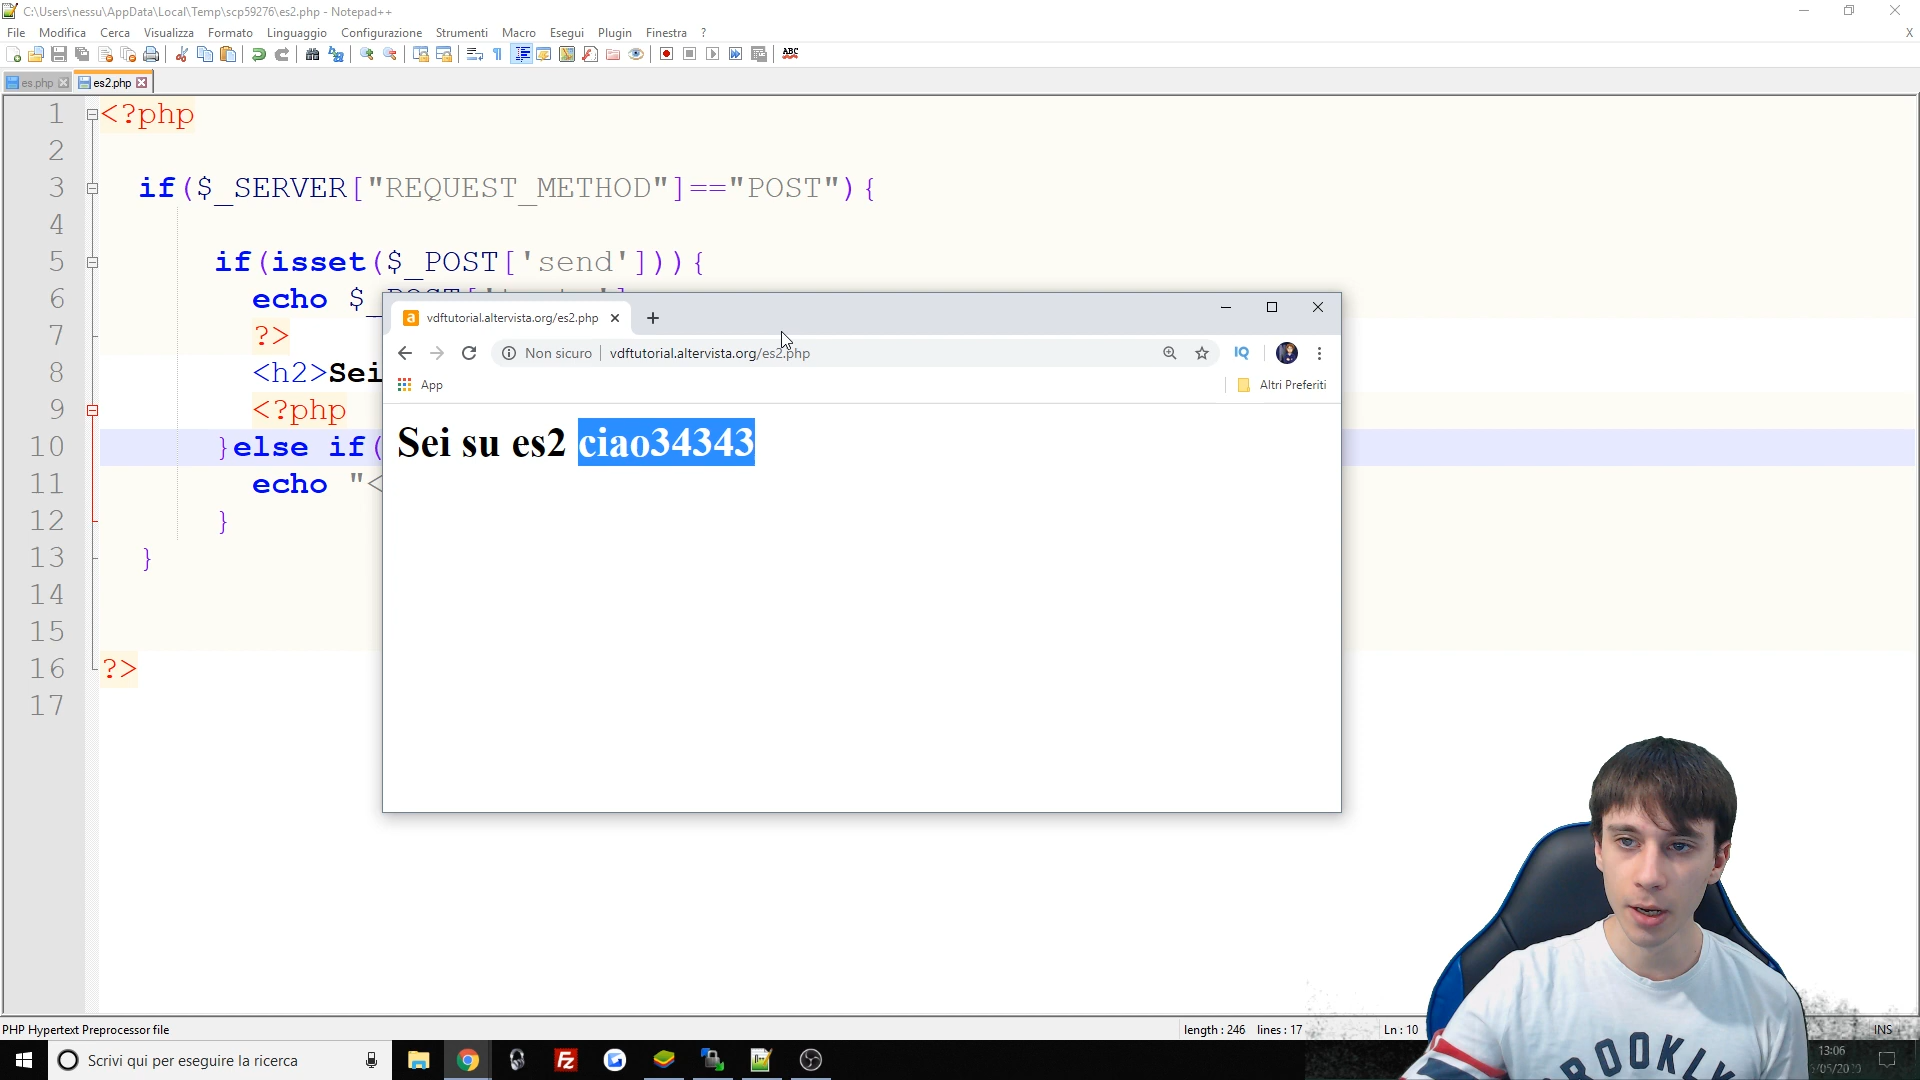 C:\Users\nessu\AppData\Local\Temp\scp59276\es2.php - Notepad++
File Modifica Cerca Visualizza Formato Linguaggio Configurazione Strumenti Macro Esegui Plugin Finestra ? X
es.php es2.php
1 <?php
2
3 if($_SERVER["REQUEST_METHOD"]=="POST"){
4
5 if(isset($_POST['send'])){
6 echo $_
7 ?>
8 <h2>Sei
9 <?php
10 }else if(
11 echo "<
12 }
13 }
14
15
16 ?>
17
vdftutorial.altervista.org/es2.php
Non sicuro vdftutorial.altervista.org/es2.php
App Altri Preferiti
Sei su es2 ciao34343
PHP Hypertext Preprocessor file length : 246 lines : 17 Ln : 10 INS
Scrivi qui per eseguire la ricerca
13:06
ROOKLY